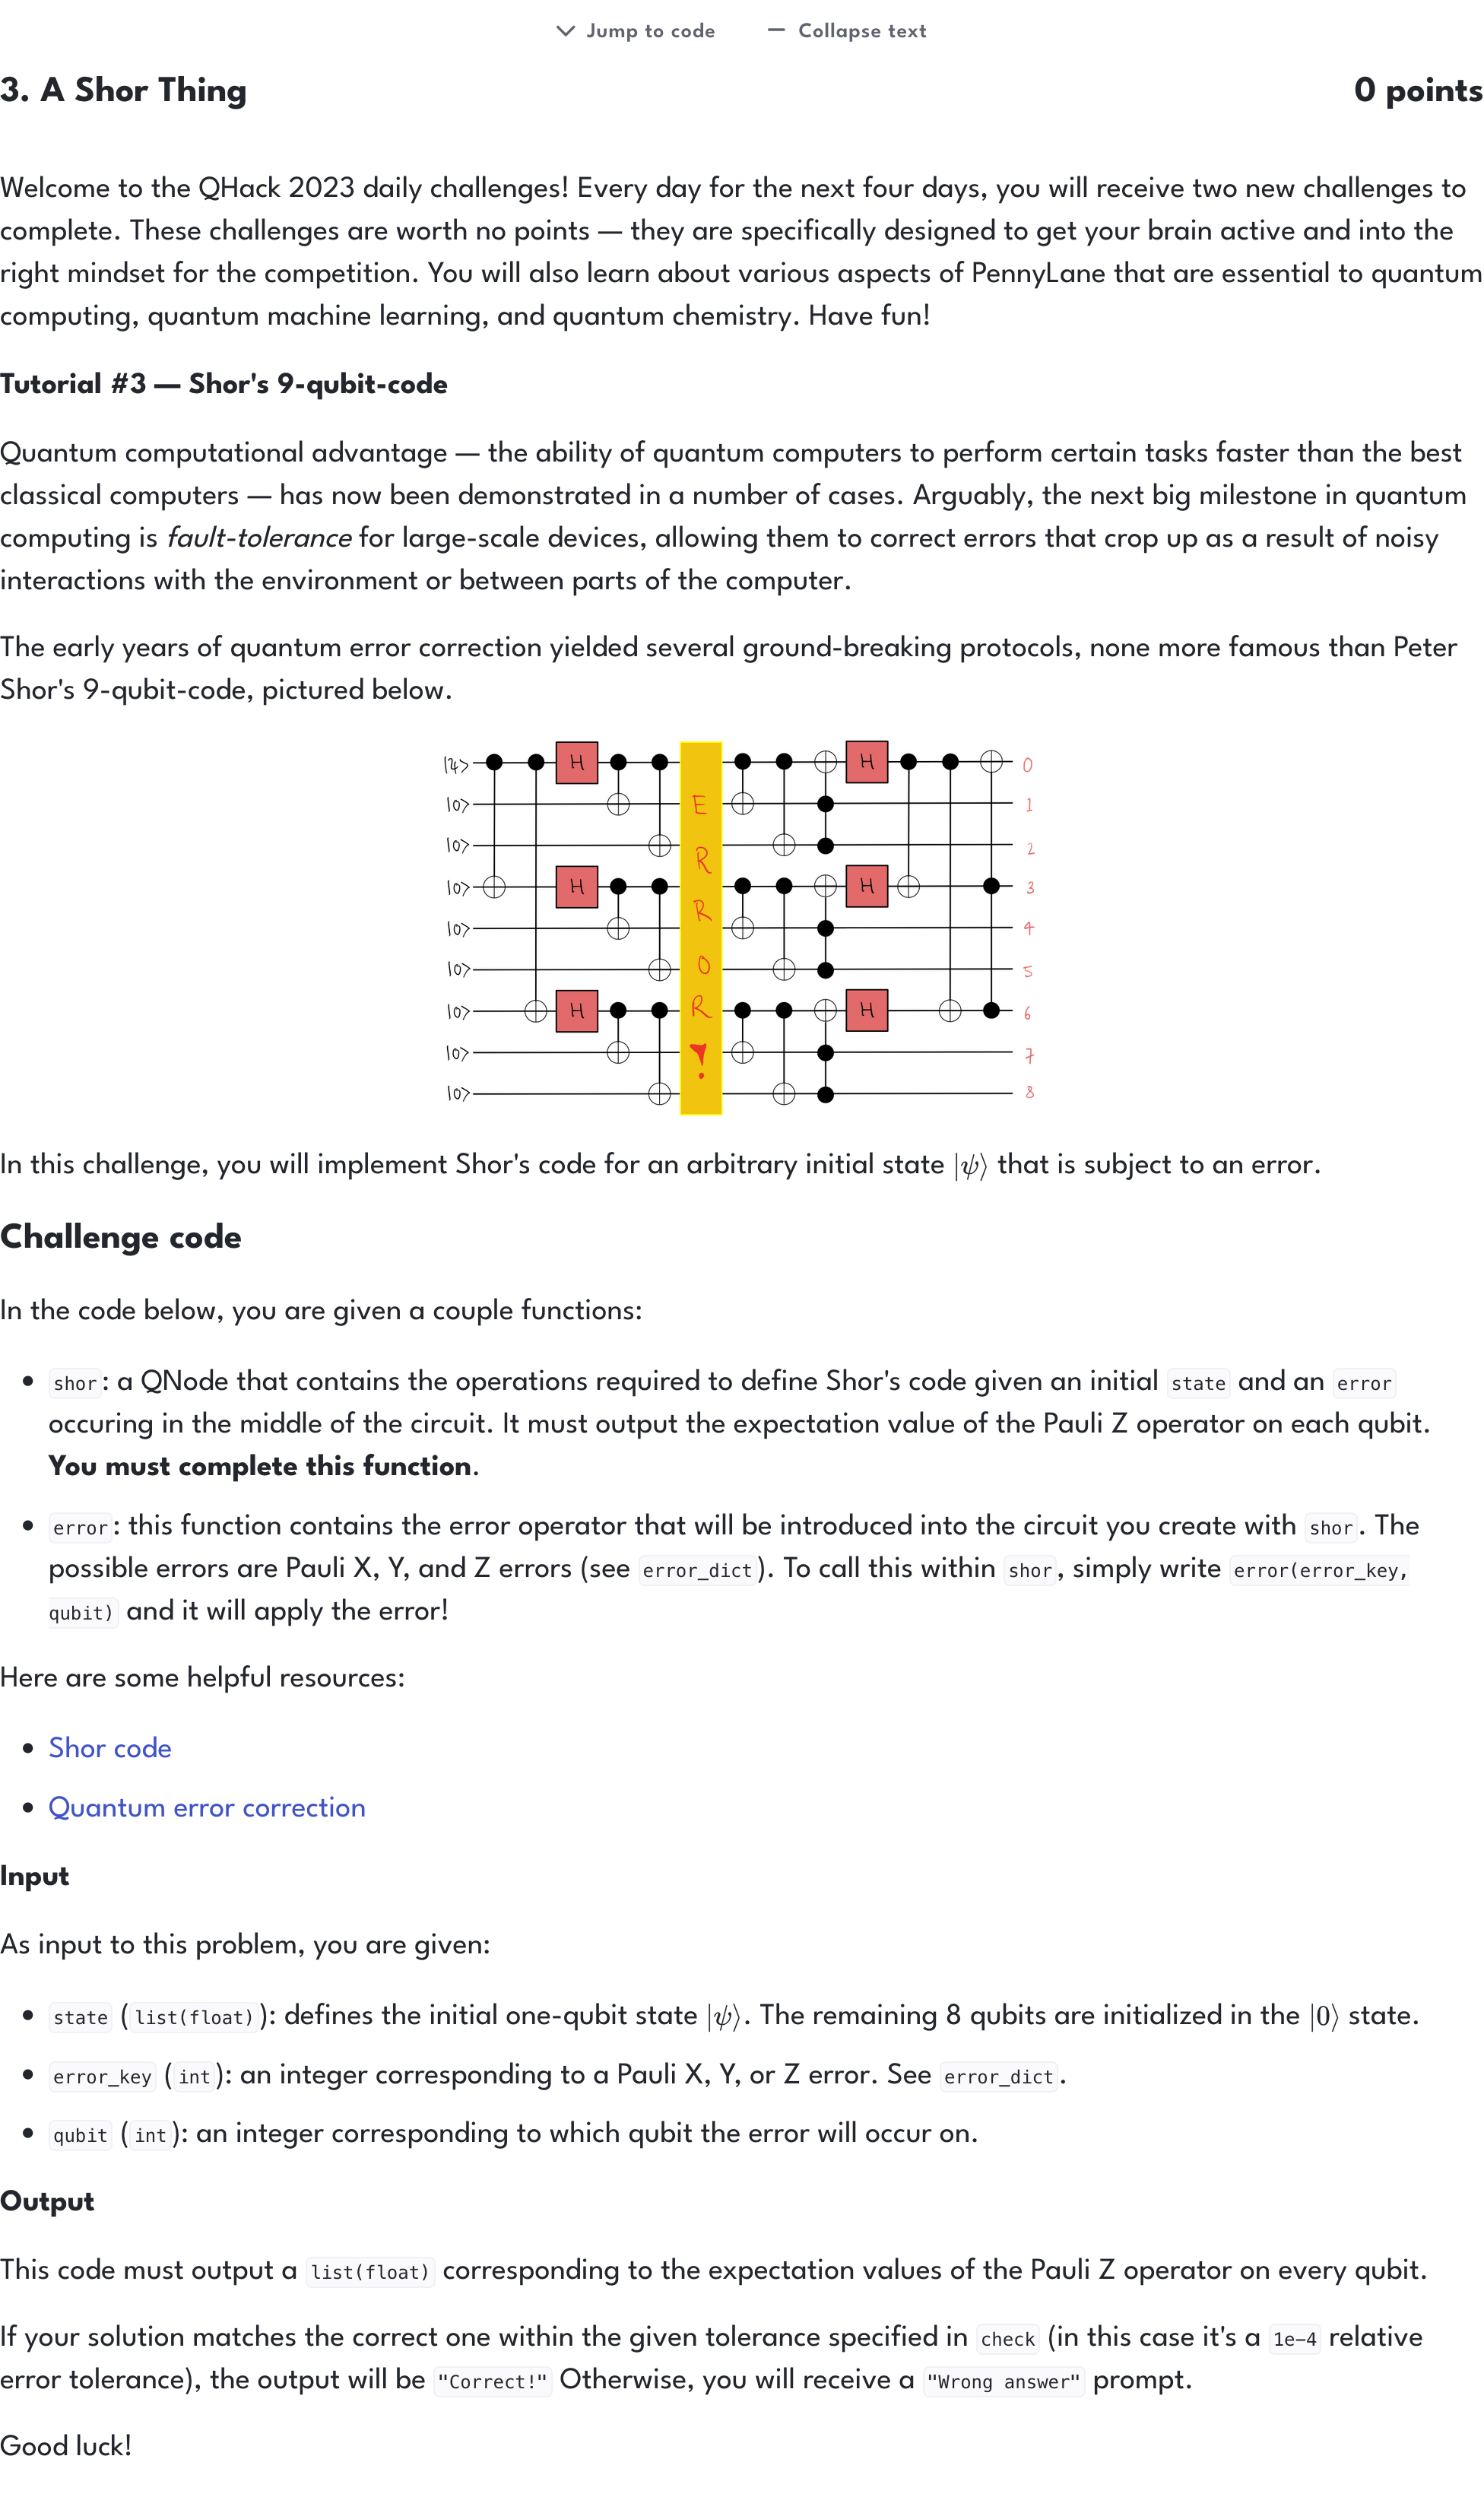 Jump to code
Collapse text
3. A Shor Thing
0 points
Welcome to the QHack 2023 daily challenges! Every day for the next four days, you will receive two new challenges to
complete. These challenges are worth no points — they are specifically designed to get your brain active and into the
right mindset for the competition. You will also learn about various aspects of PennyLane that are essential to quantum
computing, quantum machine learning, and quantum chemistry. Have fun!
Tutorial #3 — Shor's 9-qubit-code
Quantum computational advantage — the ability of quantum computers to perform certain tasks faster than the best
classical computers — has now been demonstrated in a number of cases. Arguably, the next big milestone in quantum
computing is fault-tolerance for large-scale devices, allowing them to correct errors that crop up as a result of noisy
interactions with the environment or between parts of the computer.
The early years of quantum error correction yielded several ground-breaking protocols, none more famous than Peter
Shor's 9-qubit-code, pictured below.
|ψ⟩ H H 0
|0⟩ 1
|0⟩ 2
|0⟩ H H 3
|0⟩ 4
|0⟩ 5
|0⟩ H H 6
|0⟩ 7
|0⟩ 8
ERROR!
In this challenge, you will implement Shor's code for an arbitrary initial state |ψ⟩ that is subject to an error.
Challenge code
In the code below, you are given a couple functions:
• shor: a QNode that contains the operations required to define Shor's code given an initial state and an error
occuring in the middle of the circuit. It must output the expectation value of the Pauli Z operator on each qubit.
You must complete this function.
• error: this function contains the error operator that will be introduced into the circuit you create with shor. The
possible errors are Pauli X, Y, and Z errors (see error_dict). To call this within shor, simply write error(error_key,
qubit) and it will apply the error!
Here are some helpful resources:
• Shor code
• Quantum error correction
Input
As input to this problem, you are given:
• state (list(float)): defines the initial one-qubit state |ψ⟩. The remaining 8 qubits are initialized in the |0⟩ state.
• error_key (int): an integer corresponding to a Pauli X, Y, or Z error. See error_dict.
• qubit (int): an integer corresponding to which qubit the error will occur on.
Output
This code must output a list(float) corresponding to the expectation values of the Pauli Z operator on every qubit.
If your solution matches the correct one within the given tolerance specified in check (in this case it's a 1e-4 relative
error tolerance), the output will be "Correct!" Otherwise, you will receive a "Wrong answer" prompt.
Good luck!